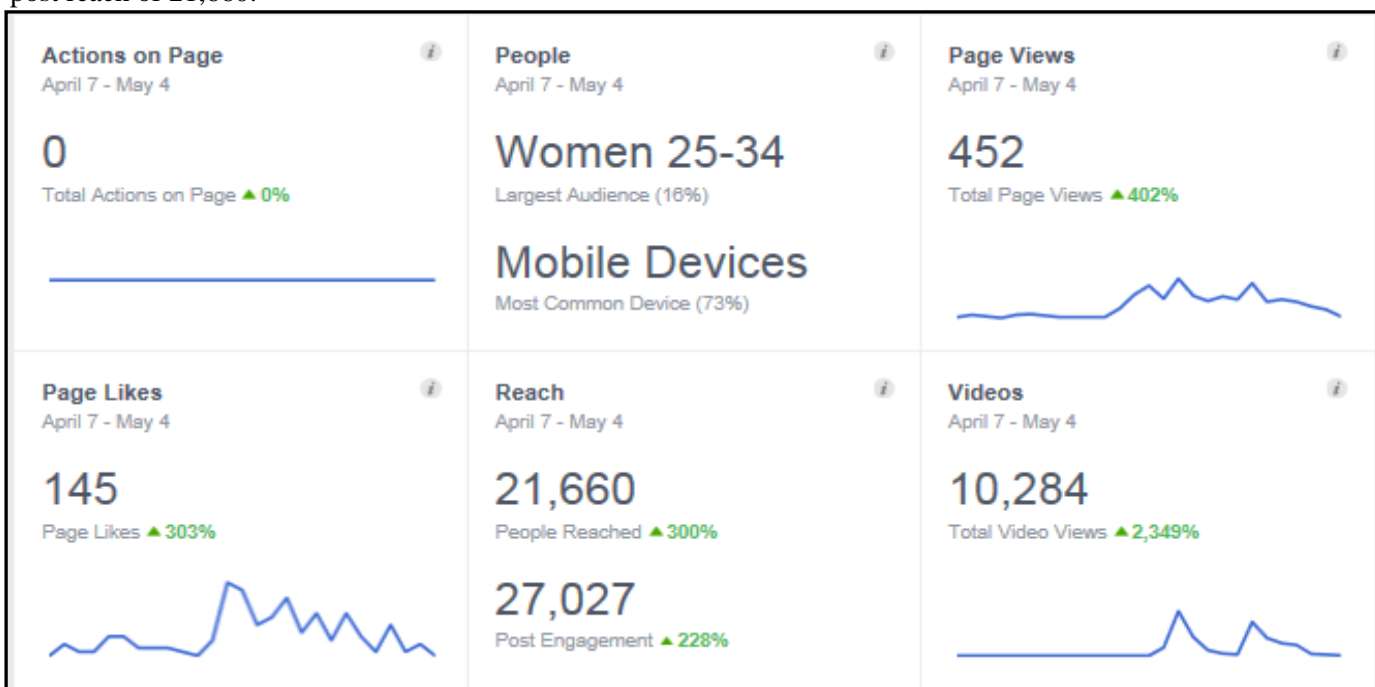 Actions on Page
April 7 - May 4
0
Total Actions on Page ▲ 0%
People
April 7 - May 4
Women 25-34
Largest Audience (16%)
Mobile Devices
Most Common Device (73%)
Page Views
April 7 - May 4
452
Total Page Views ▲ 402%
Page Likes
April 7 - May 4
145
Page Likes ▲ 303%
Reach
April 7 - May 4
21,660
People Reached ▲ 300%
27,027
Post Engagement ▲ 228%
Videos
April 7 - May 4
10,284
Total Video Views ▲ 2,349%